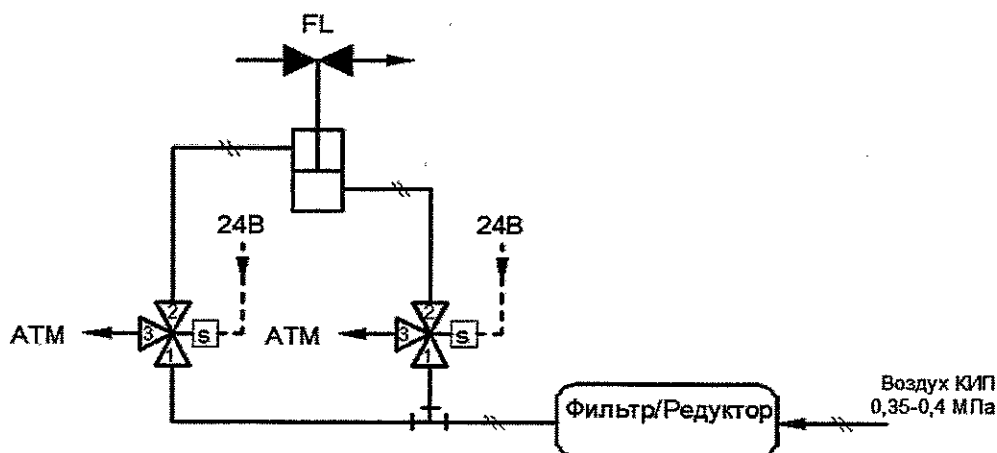 FL
24В 24В
2 2
АТМ 3 S АТМ 3 S
1 1
Воздух КИП
Фильтр/Редуктор 0,35-0,4 МПа